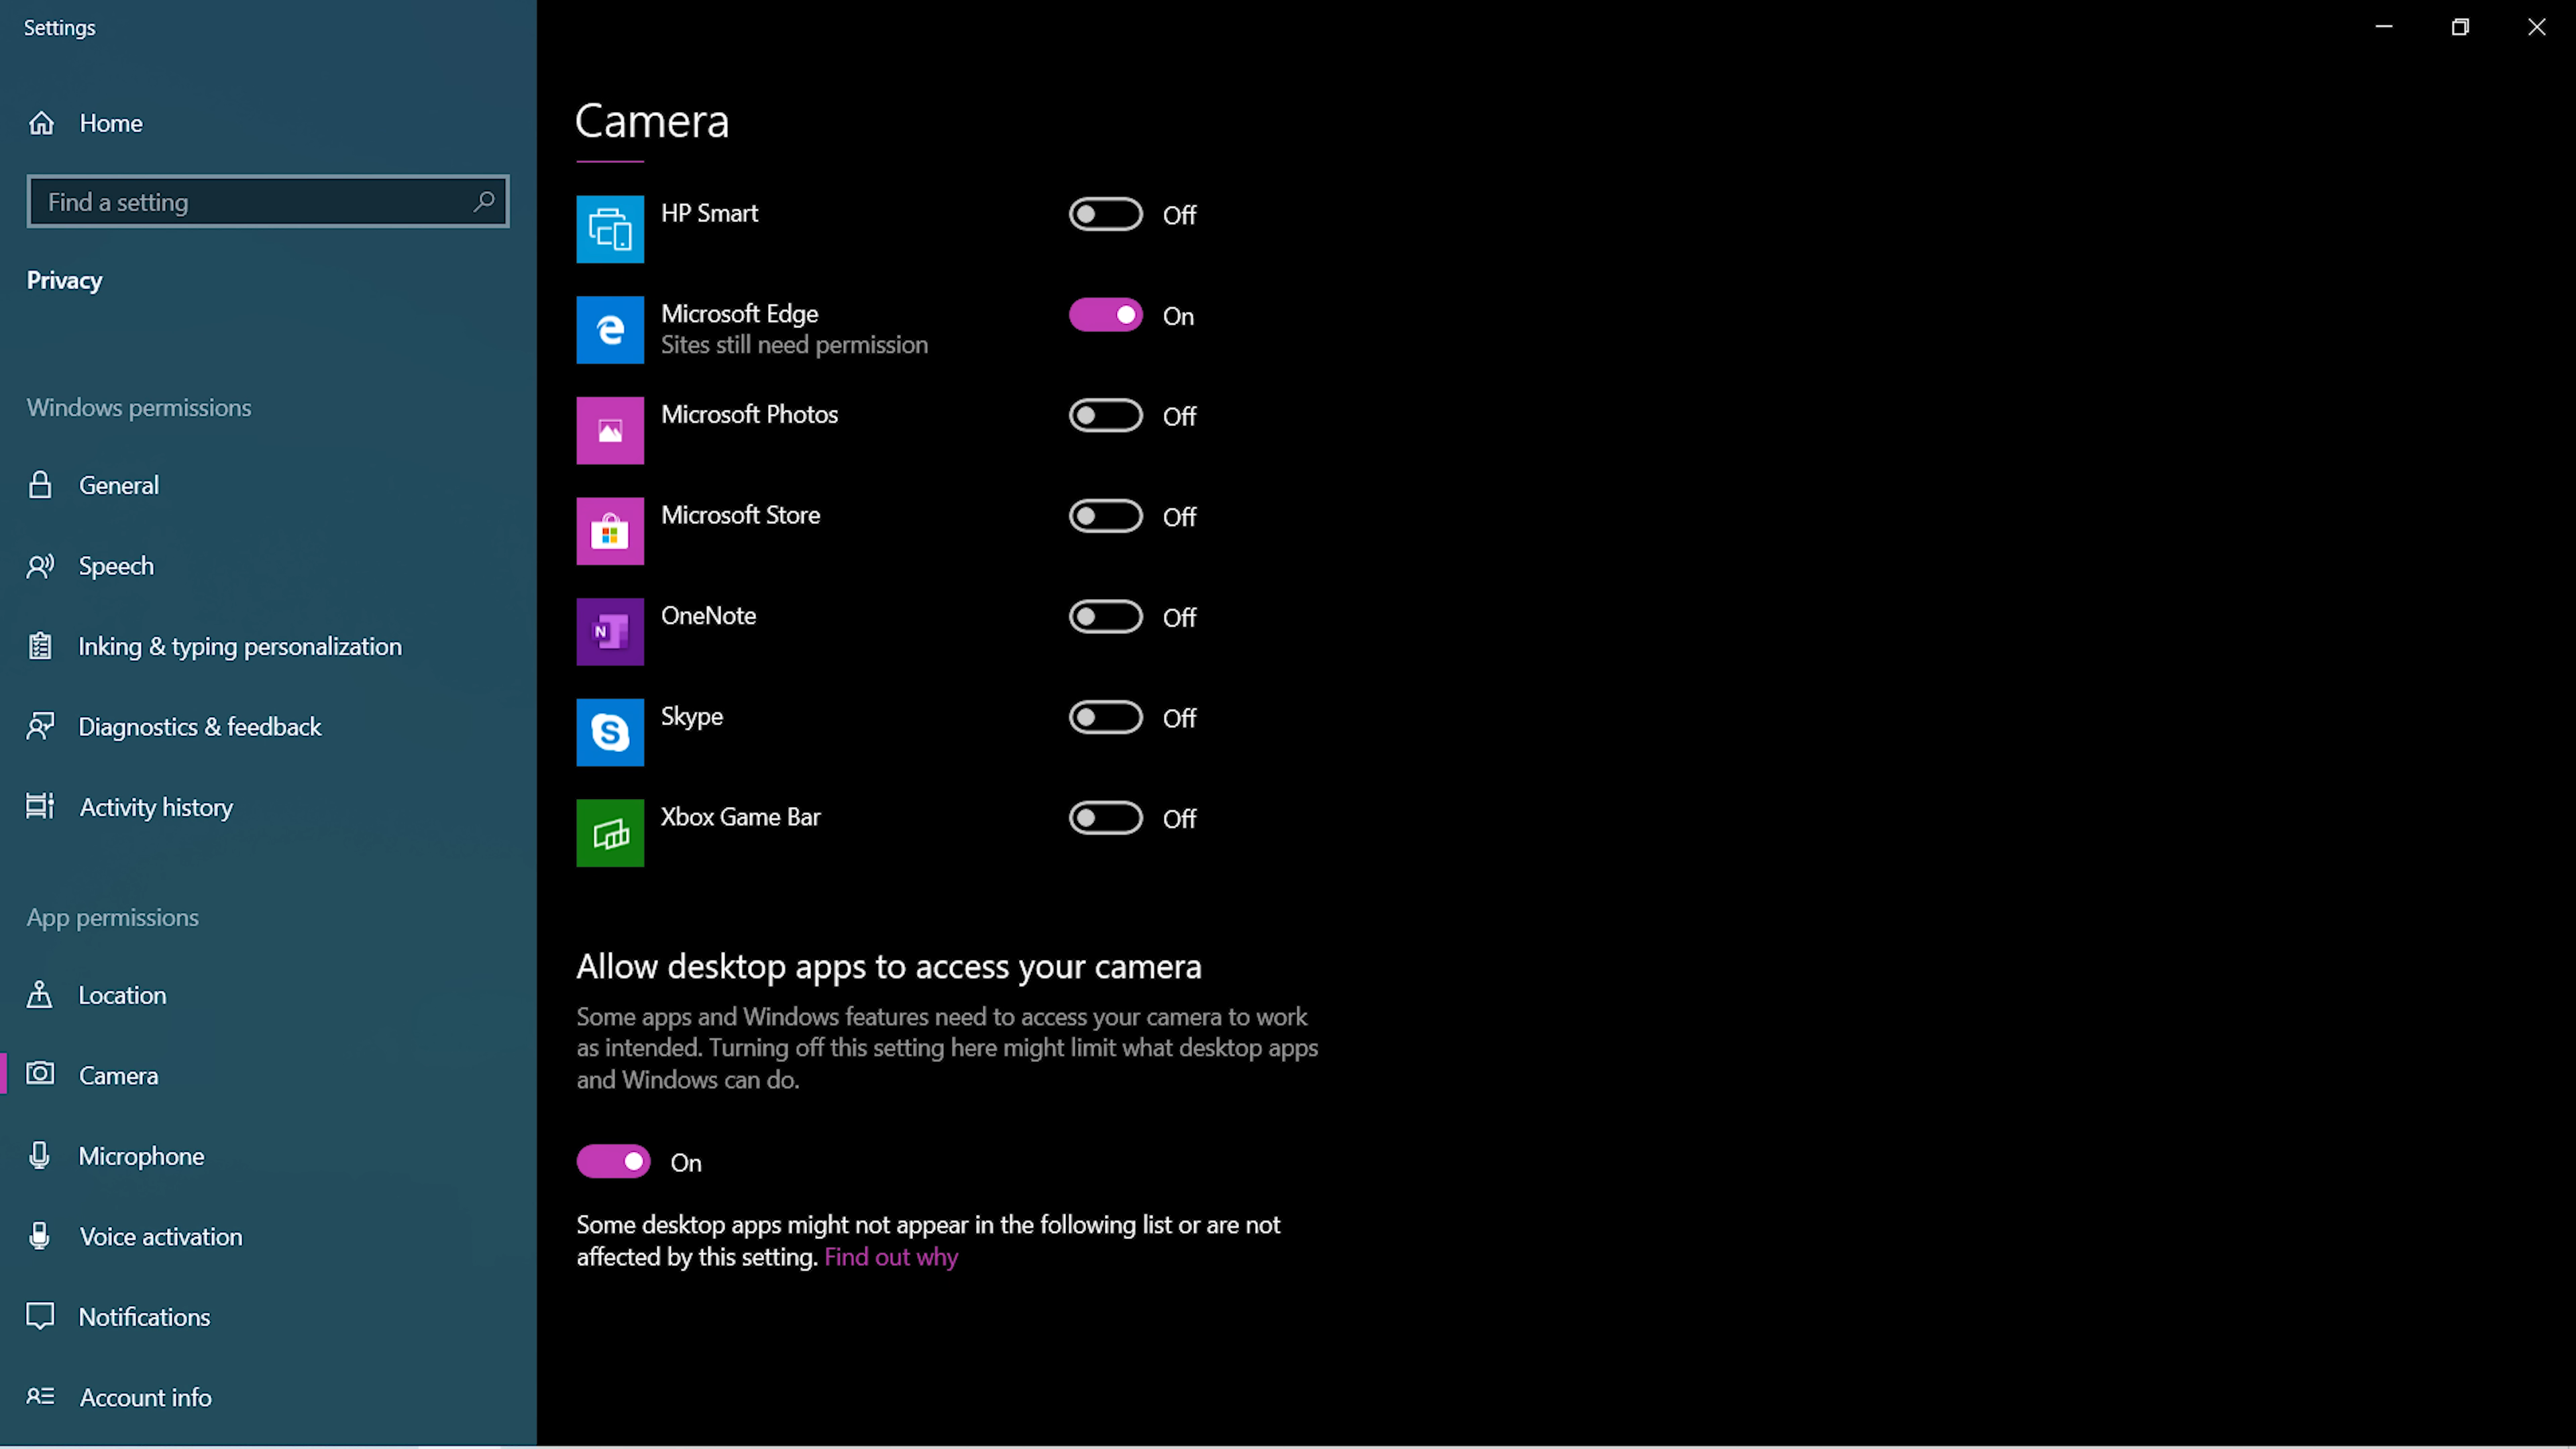 Settings
Home
Find a setting
Privacy
Windows permissions
General
Speech
Inking & typing personalization
Diagnostics & feedback
Activity history
App permissions
Location
Camera
Microphone
Voice activation
Notifications
Account info
Camera
HP Smart Off
Microsoft Edge On
Sites still need permission
Microsoft Photos Off
Microsoft Store Off
OneNote Off
Skype Off
Xbox Game Bar Off
Allow desktop apps to access your camera
Some apps and Windows features need to access your camera to work
as intended. Turning off this setting here might limit what desktop apps
and Windows can do.
On
Some desktop apps might not appear in the following list or are not
affected by this setting. Find out why